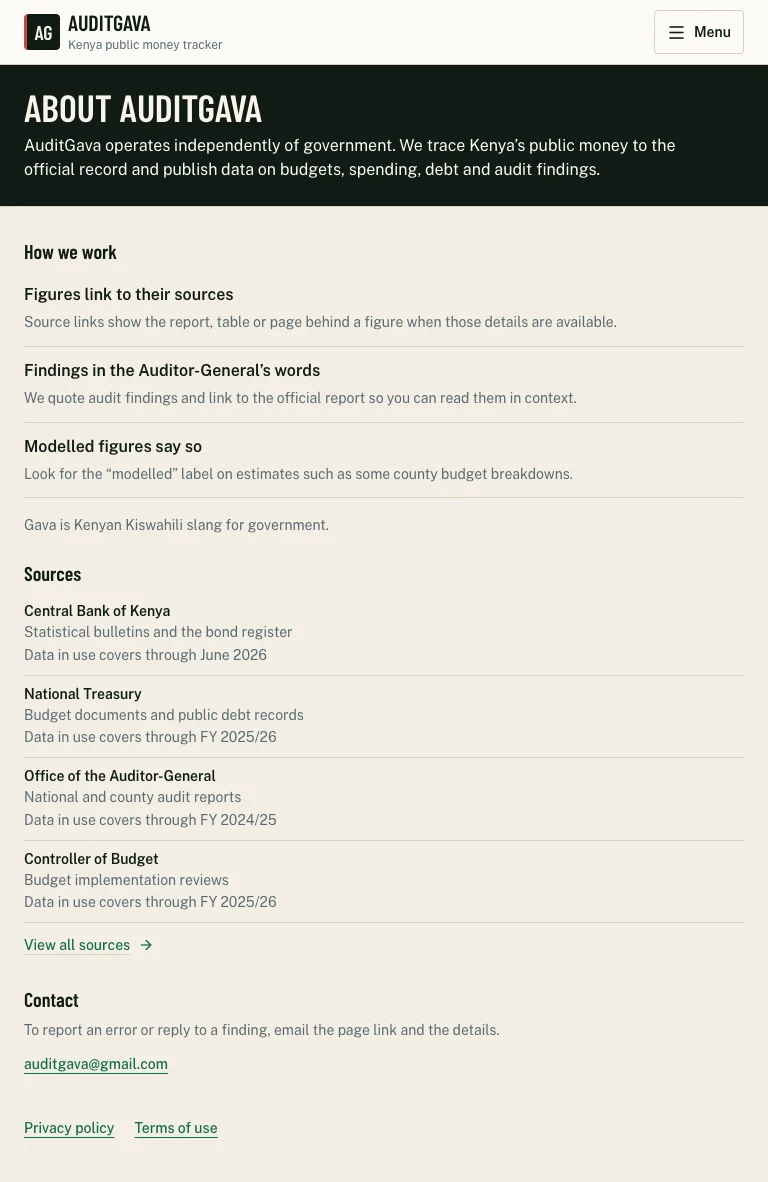 AG
AUDITGAVA
Kenya public money tracker
Menu
ABOUT AUDITGAVA
AuditGava operates independently of government. We trace Kenya’s public money to the
official record and publish data on budgets, spending, debt and audit findings.
How we work
Figures link to their sources
Source links show the report, table or page behind a figure when those details are available.
Findings in the Auditor-General’s words
We quote audit findings and link to the official report so you can read them in context.
Modelled figures say so
Look for the “modelled” label on estimates such as some county budget breakdowns.
Gava is Kenyan Kiswahili slang for government.
Sources
Central Bank of Kenya
Statistical bulletins and the bond register
Data in use covers through June 2026
National Treasury
Budget documents and public debt records
Data in use covers through FY 2025/26
Office of the Auditor-General
National and county audit reports
Data in use covers through FY 2024/25
Controller of Budget
Budget implementation reviews
Data in use covers through FY 2025/26
View all sources →
Contact
To report an error or reply to a finding, email the page link and the details.
auditgava@gmail.com
Privacy policy Terms of use